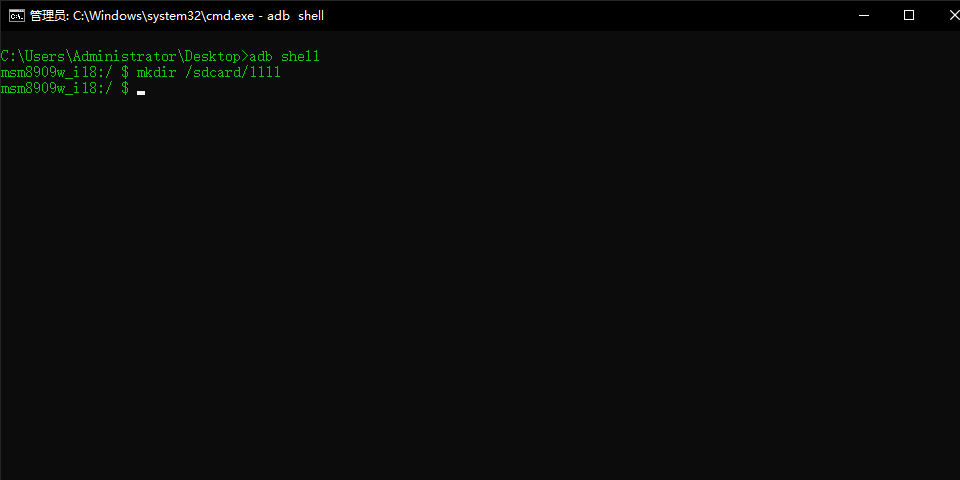 管理员: C:\Windows\system32\cmd.exe - adb  shell
C:\Users\Administrator\Desktop>adb shell
msm8909w_i18:/ $ mkdir /sdcard/1111
msm8909w_i18:/ $